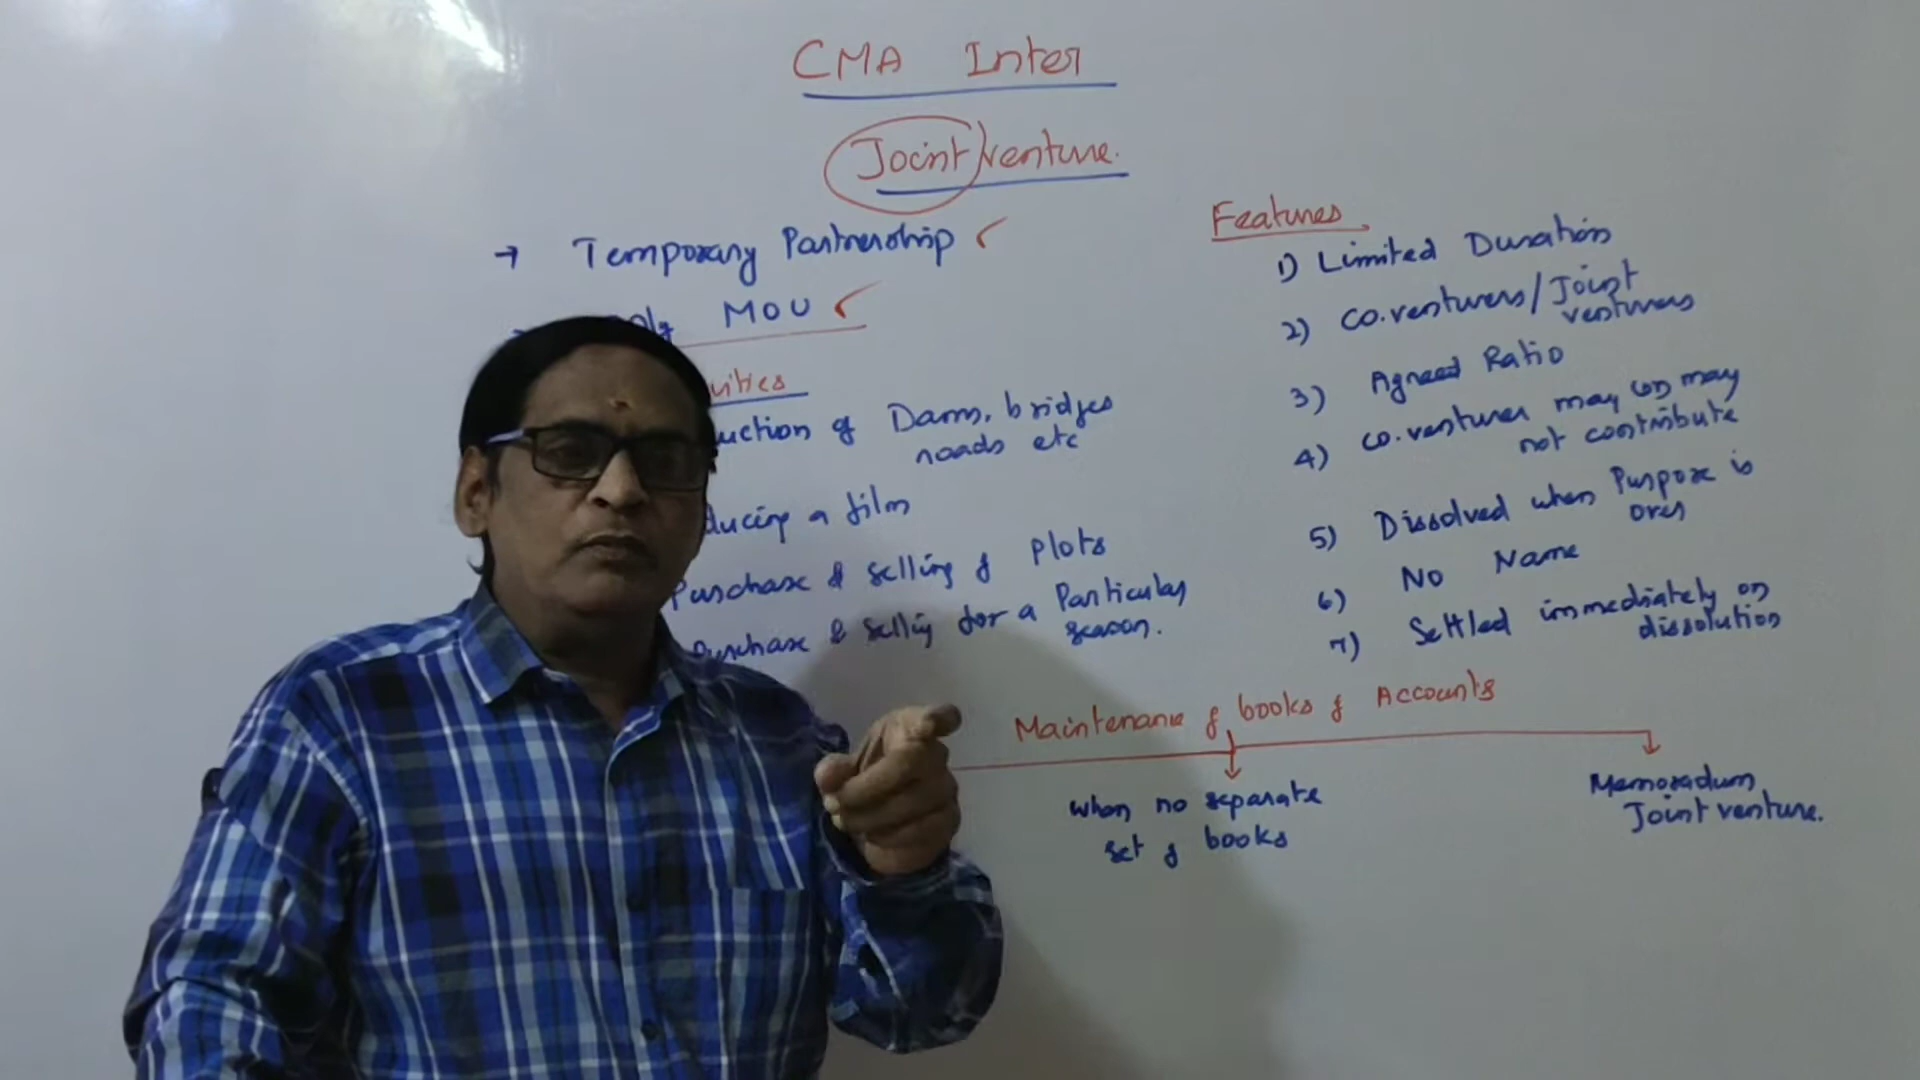 CMA Inter
Joint venture.
→ Temporary Partnership ✓
MOU ✓
uction of Dams, bridges
roads etc
ducing a film
Purchase & selling of Plots
Purchase & selling for a Particular
season.
Features
1) Limited Duration
2) Co.venturers/Joint
venturers
3) Agreed Ratio
4) Co.venturer may or may
not contribute
5) Dissolved when Purpose is
over
6) No Name
7) Settled immediately on
dissolution
Maintenance of books of Accounts
when no separate
set of books
Memoradum
Joint venture.